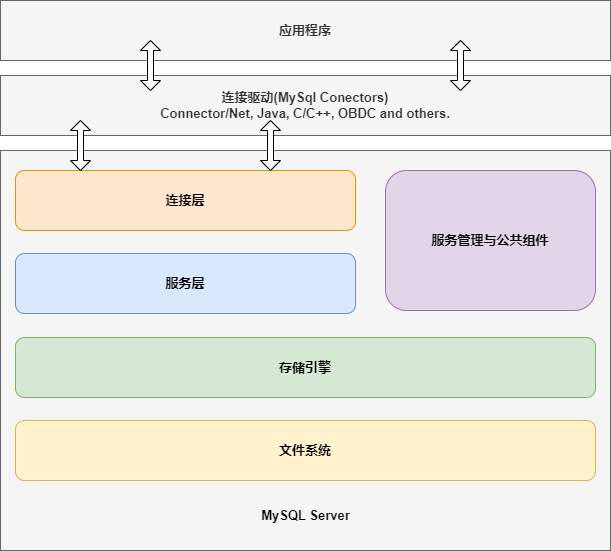 应用程序
连接驱动(MySql Conectors)
Connector/Net, Java, C/C++, OBDC and others.
连接层
服务管理与公共组件
服务层
存储引擎
文件系统
MySQL Server